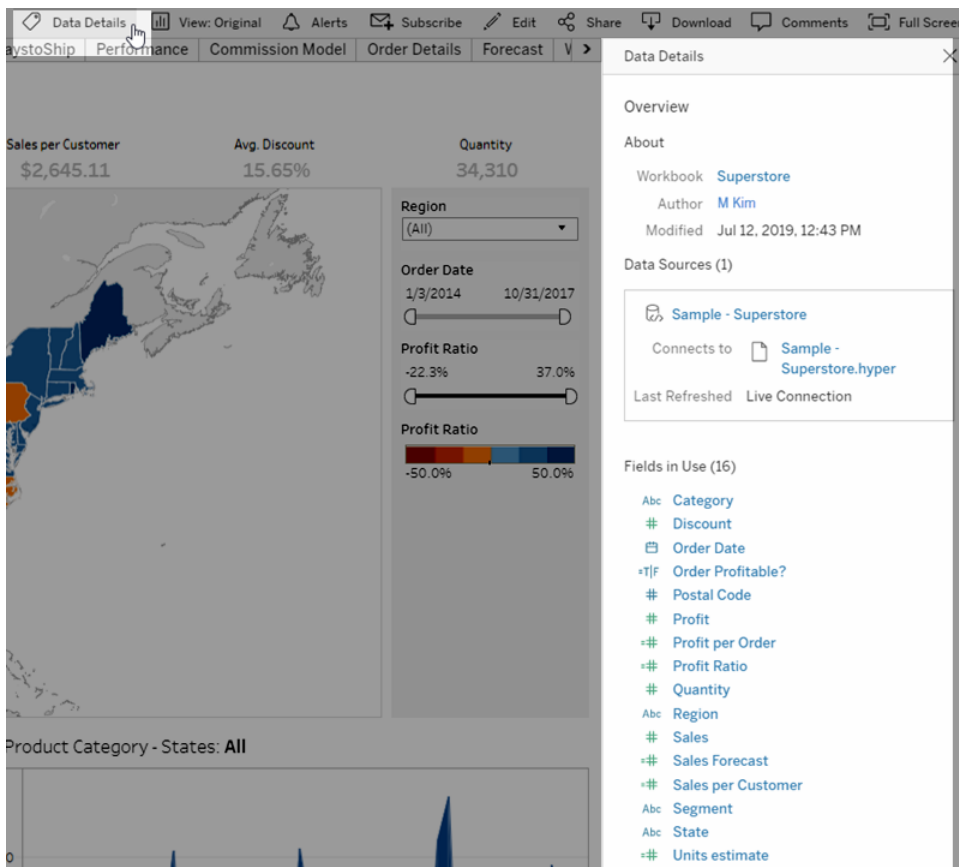 Data Details View: Original Alerts Subscribe Edit Share Download Comments Full Screen
aystoShip Performance Commission Model Order Details Forecast
Sales per Customer Avg. Discount Quantity
$2,645.11 15.65% 34,310
Region
(All)
Order Date
1/3/2014 10/31/2017
Profit Ratio
-22.3% 37.0%
Profit Ratio
-50.0% 50.0%
Product Category - States: All
0
Data Details
Overview
About
Workbook Superstore
Author M Kim
Modified Jul 12, 2019, 12:43 PM
Data Sources (1)
Sample - Superstore
Connects to Sample -
Superstore.hyper
Last Refreshed Live Connection
Fields in Use (16)
Abc Category
# Discount
Order Date
=T|F Order Profitable?
# Postal Code
# Profit
=# Profit per Order
=# Profit Ratio
# Quantity
Abc Region
# Sales
=# Sales Forecast
=# Sales per Customer
Abc Segment
Abc State
=# Units estimate